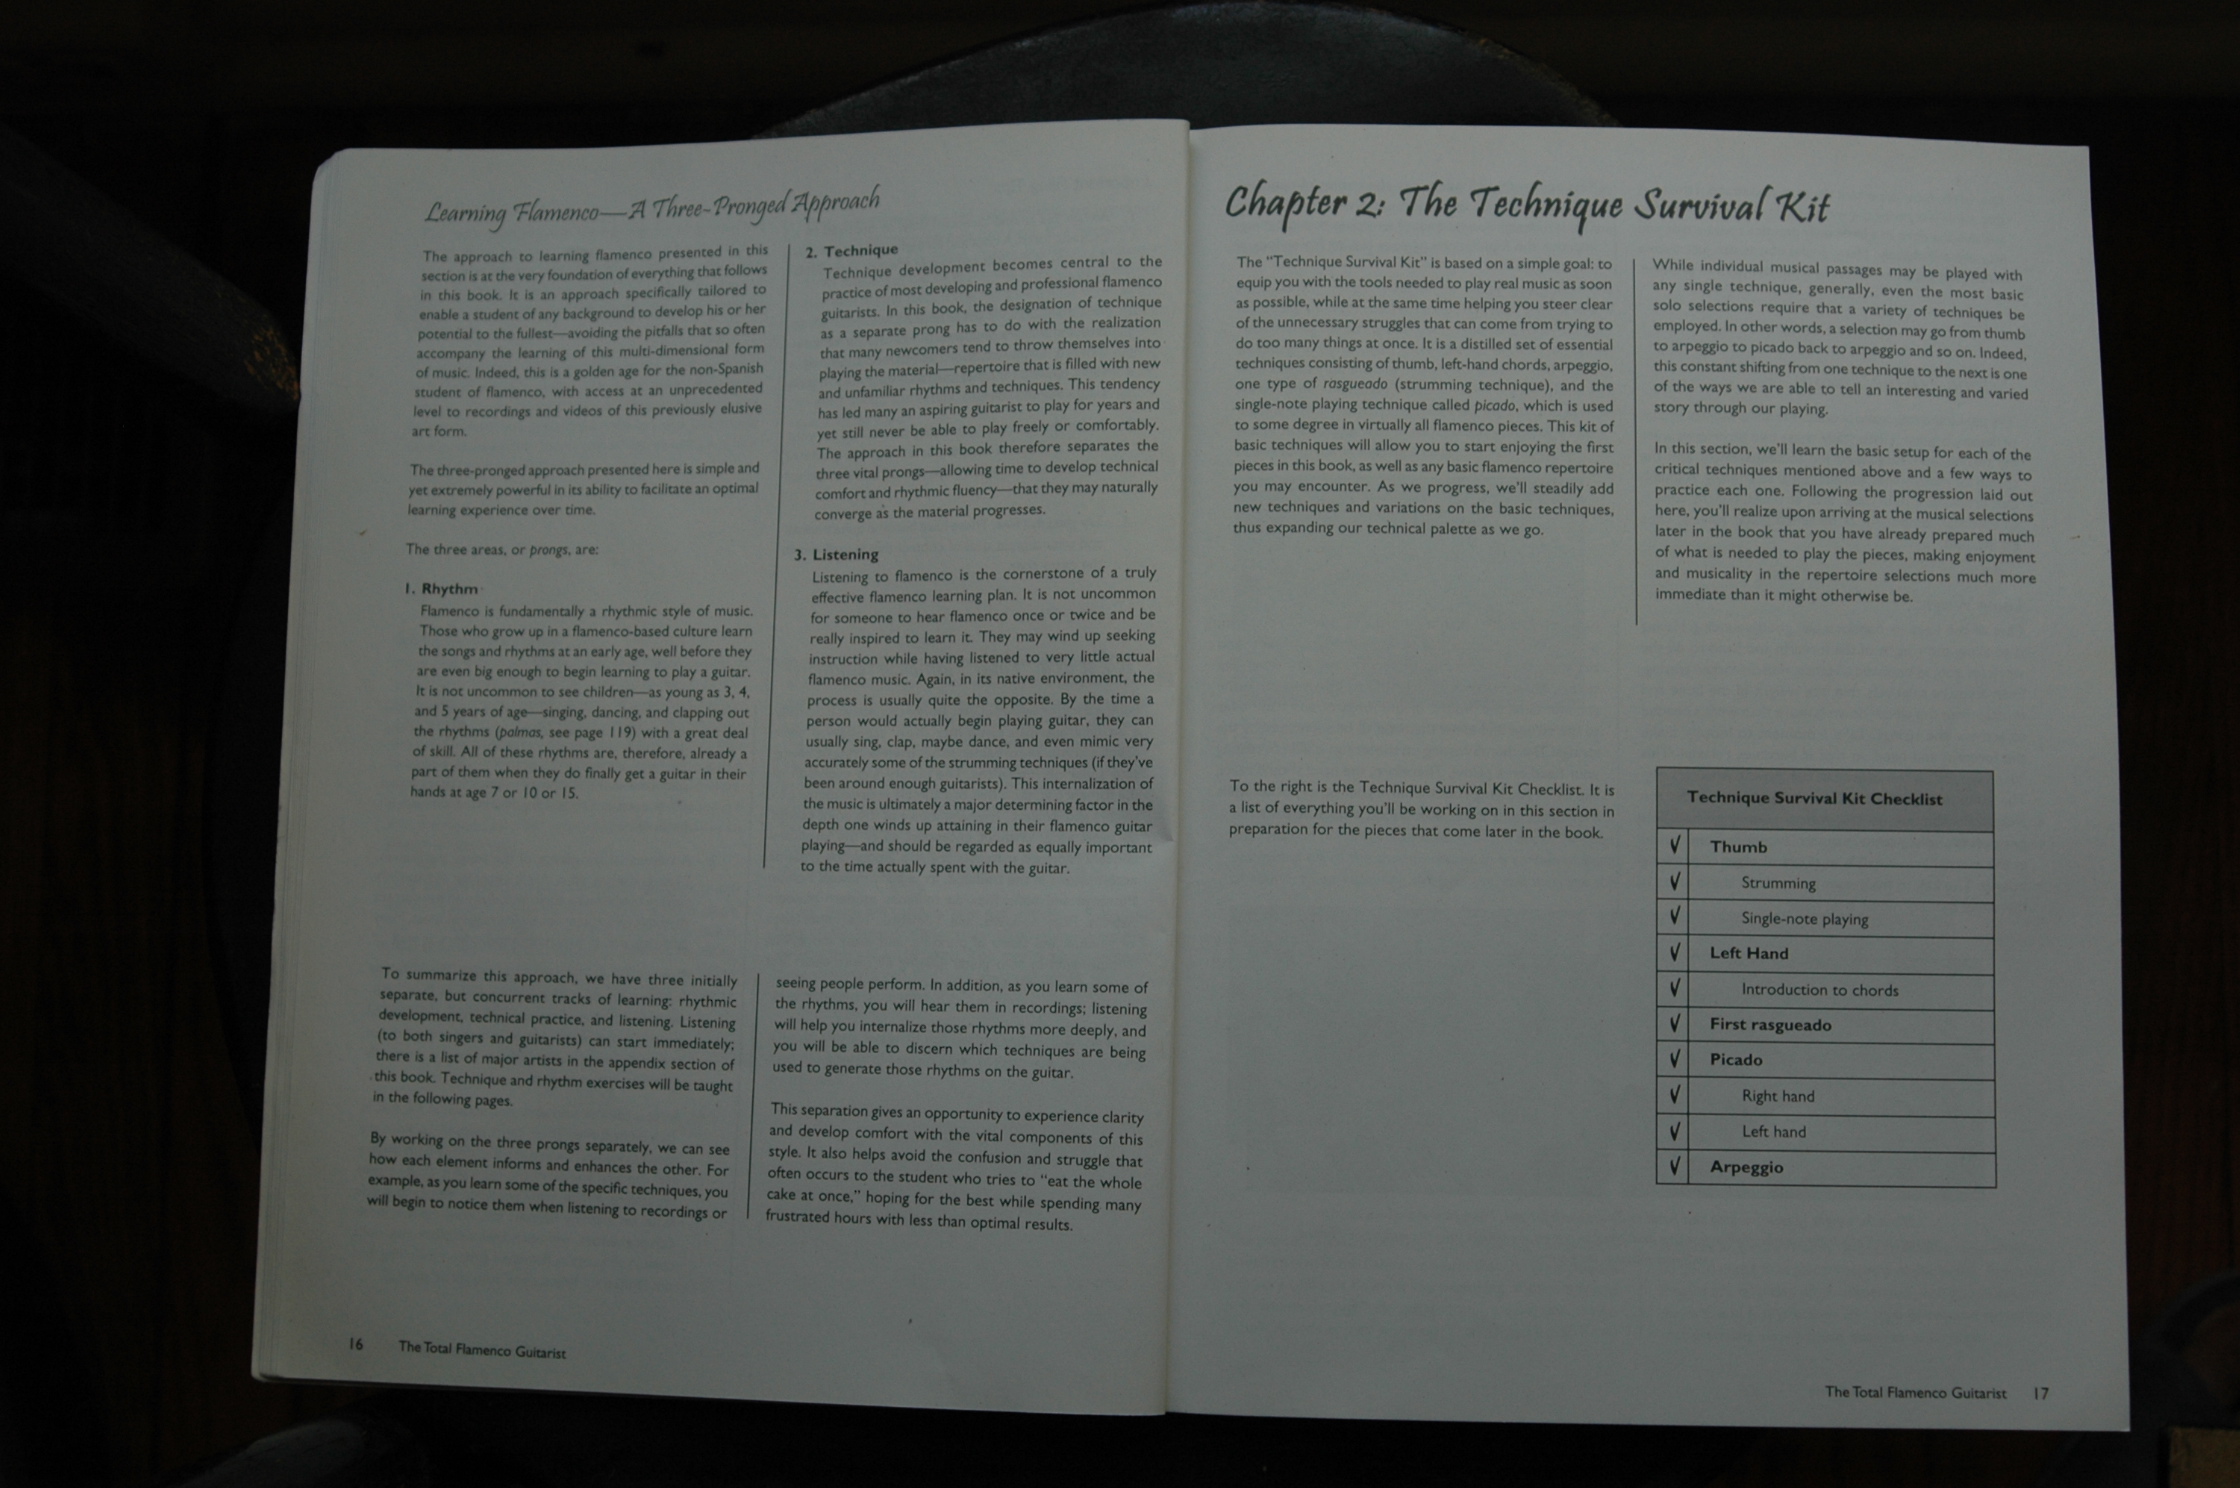 Learning Flamenco—A Three-Pronged Approach
The approach to learning flamenco presented in this
section is at the very foundation of everything that follows
in this book. It is an approach specifically tailored to
enable a student of any background to develop his or her
potential to the fullest—avoiding the pitfalls that so often
accompany the learning of this multi-dimensional form
of music. Indeed, this is a golden age for the non-Spanish
student of flamenco, with access at an unprecedented
level to recordings and videos of this previously elusive
art form.
The three-pronged approach presented here is simple and
yet extremely powerful in its ability to facilitate an optimal
learning experience over time.
The three areas, or prongs, are:
1. Rhythm
Flamenco is fundamentally a rhythmic style of music.
Those who grow up in a flamenco-based culture learn
the songs and rhythms at an early age, well before they
are even big enough to begin learning to play a guitar.
It is not uncommon to see children—as young as 3, 4,
and 5 years of age—singing, dancing, and clapping out
the rhythms (palmas, see page 119) with a great deal
of skill. All of these rhythms are, therefore, already a
part of them when they do finally get a guitar in their
hands at age 7 or 10 or 15.
2. Technique
Technique development becomes central to the
practice of most developing and professional flamenco
guitarists. In this book, the designation of technique
as a separate prong has to do with the realization
that many newcomers tend to throw themselves into
playing the material—repertoire that is filled with new
and unfamiliar rhythms and techniques. This tendency
has led many an aspiring guitarist to play for years and
yet still never be able to play freely or comfortably.
The approach in this book therefore separates the
three vital prongs—allowing time to develop technical
comfort and rhythmic fluency—that they may naturally
converge as the material progresses.
3. Listening
Listening to flamenco is the cornerstone of a truly
effective flamenco learning plan. It is not uncommon
for someone to hear flamenco once or twice and be
really inspired to learn it. They may wind up seeking
instruction while having listened to very little actual
flamenco music. Again, in its native environment, the
process is usually quite the opposite. By the time a
person would actually begin playing guitar, they can
usually sing, clap, maybe dance, and even mimic very
accurately some of the strumming techniques (if they've
been around enough guitarists). This internalization of
the music is ultimately a major determining factor in the
depth one winds up attaining in their flamenco guitar
playing—and should be regarded as equally important
to the time actually spent with the guitar.
To summarize this approach, we have three initially
separate, but concurrent tracks of learning: rhythmic
development, technical practice, and listening. Listening
(to both singers and guitarists) can start immediately;
there is a list of major artists in the appendix section of
this book. Technique and rhythm exercises will be taught
in the following pages.
By working on the three prongs separately, we can see
how each element informs and enhances the other. For
example, as you learn some of the specific techniques, you
will begin to notice them when listening to recordings or
seeing people perform. In addition, as you learn some of
the rhythms, you will hear them in recordings; listening
will help you internalize those rhythms more deeply, and
you will be able to discern which techniques are being
used to generate those rhythms on the guitar.
This separation gives an opportunity to experience clarity
and develop comfort with the vital components of this
style. It also helps avoid the confusion and struggle that
often occurs to the student who tries to "eat the whole
cake at once," hoping for the best while spending many
frustrated hours with less than optimal results.
16 The Total Flamenco Guitarist
Chapter 2: The Technique Survival Kit
The "Technique Survival Kit" is based on a simple goal: to
equip you with the tools needed to play real music as soon
as possible, while at the same time helping you steer clear
of the unnecessary struggles that can come from trying to
do too many things at once. It is a distilled set of essential
techniques consisting of thumb, left-hand chords, arpeggio,
one type of rasgueado (strumming technique), and the
single-note playing technique called picado, which is used
to some degree in virtually all flamenco pieces. This kit of
basic techniques will allow you to start enjoying the first
pieces in this book, as well as any basic flamenco repertoire
you may encounter. As we progress, we'll steadily add
new techniques and variations on the basic techniques,
thus expanding our technical palette as we go.
While individual musical passages may be played with
any single technique, generally, even the most basic
solo selections require that a variety of techniques be
employed. In other words, a selection may go from thumb
to arpeggio to picado back to arpeggio and so on. Indeed,
this constant shifting from one technique to the next is one
of the ways we are able to tell an interesting and varied
story through our playing.
In this section, we'll learn the basic setup for each of the
critical techniques mentioned above and a few ways to
practice each one. Following the progression laid out
here, you'll realize upon arriving at the musical selections
later in the book that you have already prepared much
of what is needed to play the pieces, making enjoyment
and musicality in the repertoire selections much more
immediate than it might otherwise be.
To the right is the Technique Survival Kit Checklist. It is
a list of everything you'll be working on in this section in
preparation for the pieces that come later in the book.
Technique Survival Kit Checklist
√ Thumb
√ Strumming
√ Single-note playing
√ Left Hand
√ Introduction to chords
√ First rasgueado
√ Picado
√ Right hand
√ Left hand
√ Arpeggio
The Total Flamenco Guitarist 17